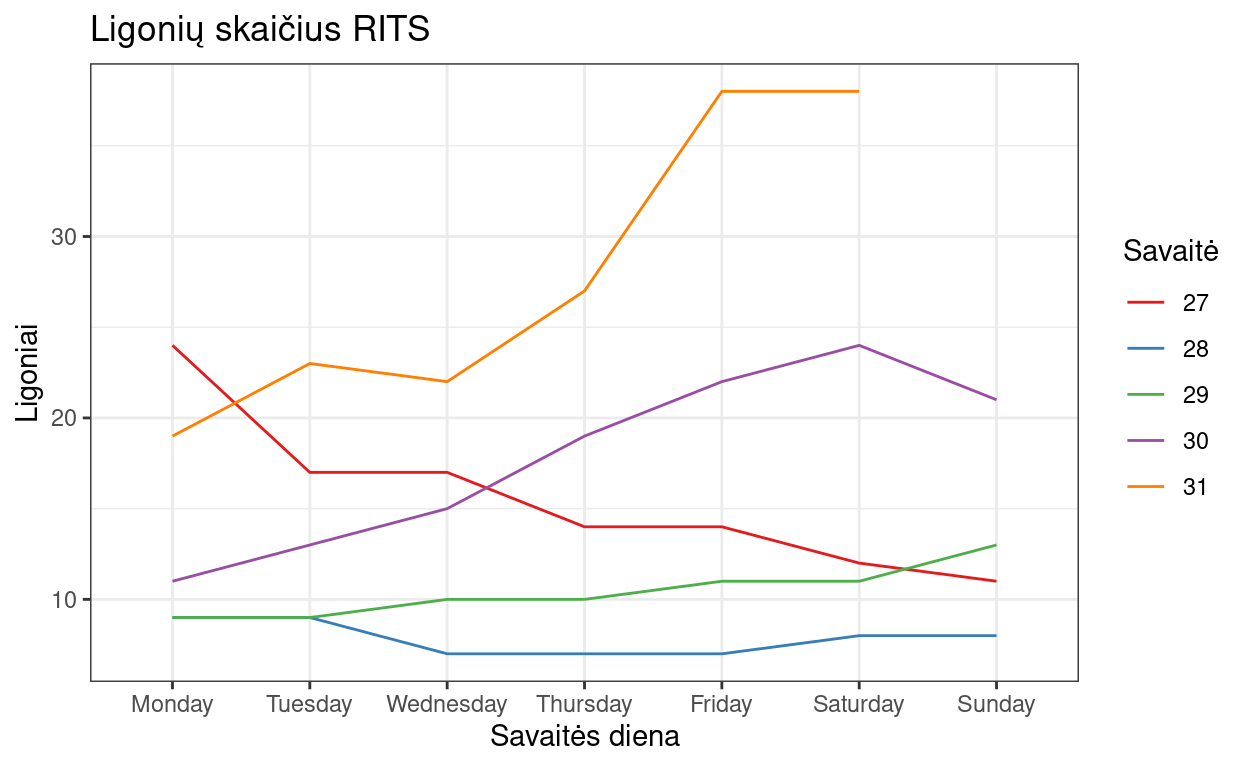 Ligonių skaičius RITS
Ligoniai
30
20
10
Monday Tuesday Wednesday Thursday Friday Saturday Sunday
Savaitės diena
Savaitė
27
28
29
30
31